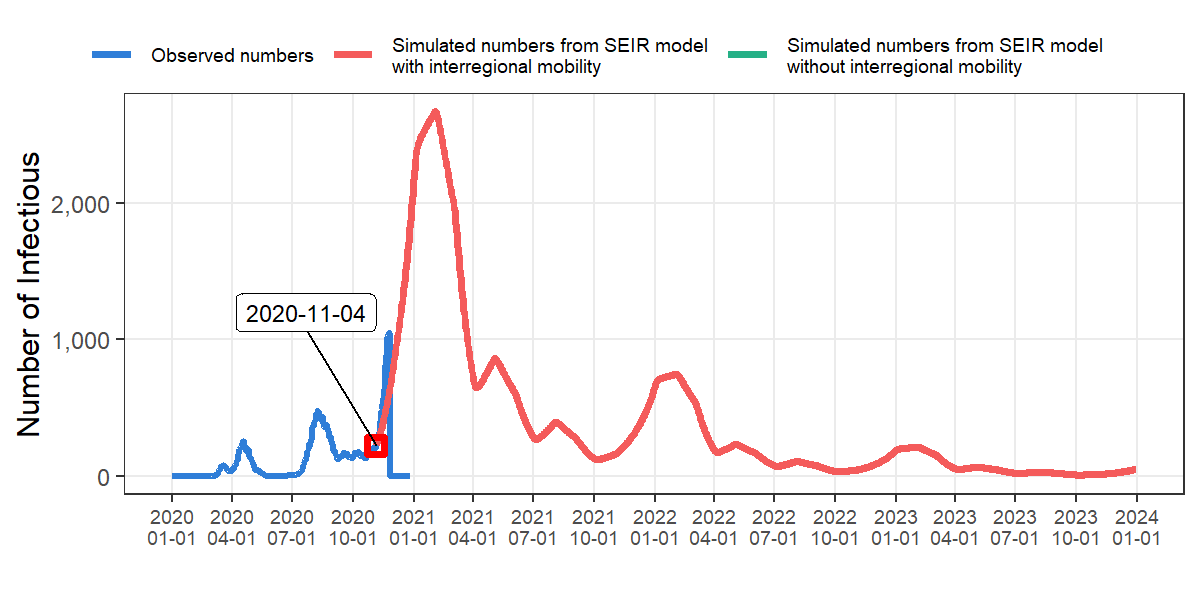 Observed numbers
Simulated numbers from SEIR model
with interregional mobility
Simulated numbers from SEIR model
without interregional mobility
Number of Infectious
2,000
1,000
0
2020-11-04
2020 2020 2020 2020 2021 2021 2021 2021 2022 2022 2022 2022 2023 2023 2023 2023 2024
01-01 04-01 07-01 10-01 01-01 04-01 07-01 10-01 01-01 04-01 07-01 10-01 01-01 04-01 07-01 10-01 01-01